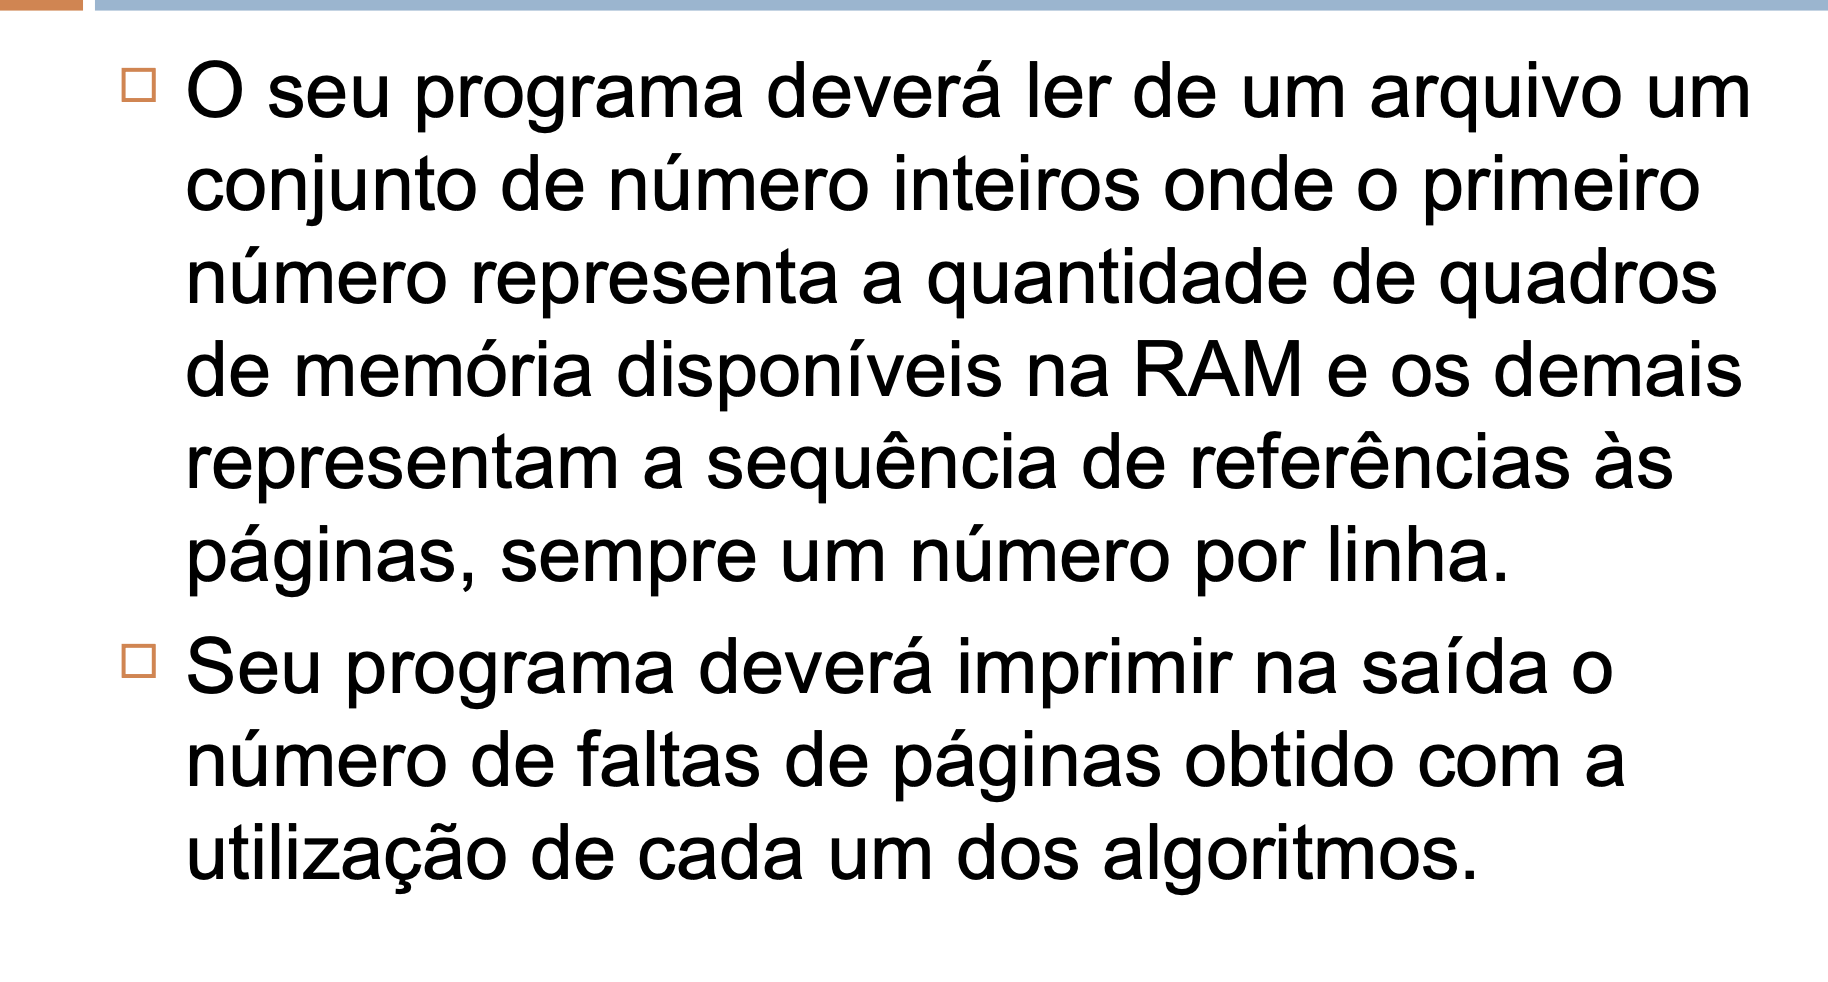 O seu programa deverá ler de um arquivo um
conjunto de número inteiros onde o primeiro
número representa a quantidade de quadros
de memória disponíveis na RAM e os demais
representam a sequência de referências às
páginas, sempre um número por linha.
Seu programa deverá imprimir na saída o
número de faltas de páginas obtido com a
utilização de cada um dos algoritmos.